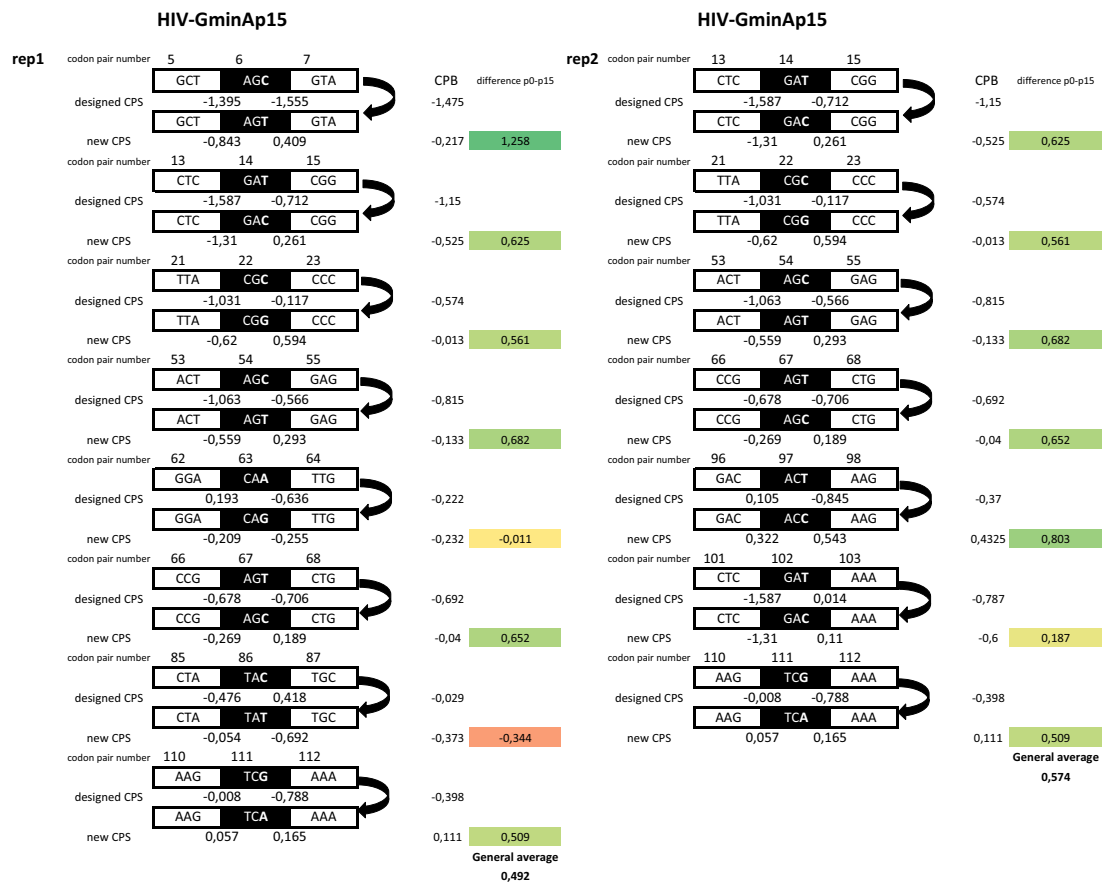 HIV-GminAp15
rep1
codon pair number 5 6 7
CPB difference p0-p15
GCT AGC GTA
designed CPS -1,395 -1,555 -1,475
GCT AGT GTA
new CPS -0,843 0,409 -0,217 1,258
codon pair number 13 14 15
CTC GAT CGG
designed CPS -1,587 -0,712 -1,15
CTC GAC CGG
new CPS -1,31 0,261 -0,525 0,625
codon pair number 21 22 23
TTA CGC CCC
designed CPS -1,031 -0,117 -0,574
TTA CGG CCC
new CPS -0,62 0,594 -0,013 0,561
codon pair number 53 54 55
ACT AGC GAG
designed CPS -1,063 -0,566 -0,815
ACT AGT GAG
new CPS -0,559 0,293 -0,133 0,682
codon pair number 62 63 64
GGA CAA TTG
designed CPS 0,193 -0,636 -0,222
GGA CAG TTG
new CPS -0,209 -0,255 -0,232 -0,011
codon pair number 66 67 68
CCG AGT CTG
designed CPS -0,678 -0,706 -0,692
CCG AGC CTG
new CPS -0,269 0,189 -0,04 0,652
codon pair number 85 86 87
CTA TAC TGC
designed CPS -0,476 0,418 -0,029
CTA TAT TGC
new CPS -0,054 -0,692 -0,373 -0,344
codon pair number 110 111 112
AAG TCG AAA
designed CPS -0,008 -0,788 -0,398
AAG TCA AAA
new CPS 0,057 0,165 0,111 0,509
General average
0,492
HIV-GminAp15
rep2
codon pair number 13 14 15
CPB difference p0-p15
CTC GAT CGG
designed CPS -1,587 -0,712 -1,15
CTC GAC CGG
new CPS -1,31 0,261 -0,525 0,625
codon pair number 21 22 23
TTA CGC CCC
designed CPS -1,031 -0,117 -0,574
TTA CGG CCC
new CPS -0,62 0,594 -0,013 0,561
codon pair number 53 54 55
ACT AGC GAG
designed CPS -1,063 -0,566 -0,815
ACT AGT GAG
new CPS -0,559 0,293 -0,133 0,682
codon pair number 66 67 68
CCG AGT CTG
designed CPS -0,678 -0,706 -0,692
CCG AGC CTG
new CPS -0,269 0,189 -0,04 0,652
codon pair number 96 97 98
GAC ACT AAG
designed CPS 0,105 -0,845 -0,37
GAC ACC AAG
new CPS 0,322 0,543 0,4325 0,803
codon pair number 101 102 103
CTC GAT AAA
designed CPS -1,587 0,014 -0,787
CTC GAC AAA
new CPS -1,31 0,11 -0,6 0,187
codon pair number 110 111 112
AAG TCG AAA
designed CPS -0,008 -0,788 -0,398
AAG TCA AAA
new CPS 0,057 0,165 0,111 0,509
General average
0,574